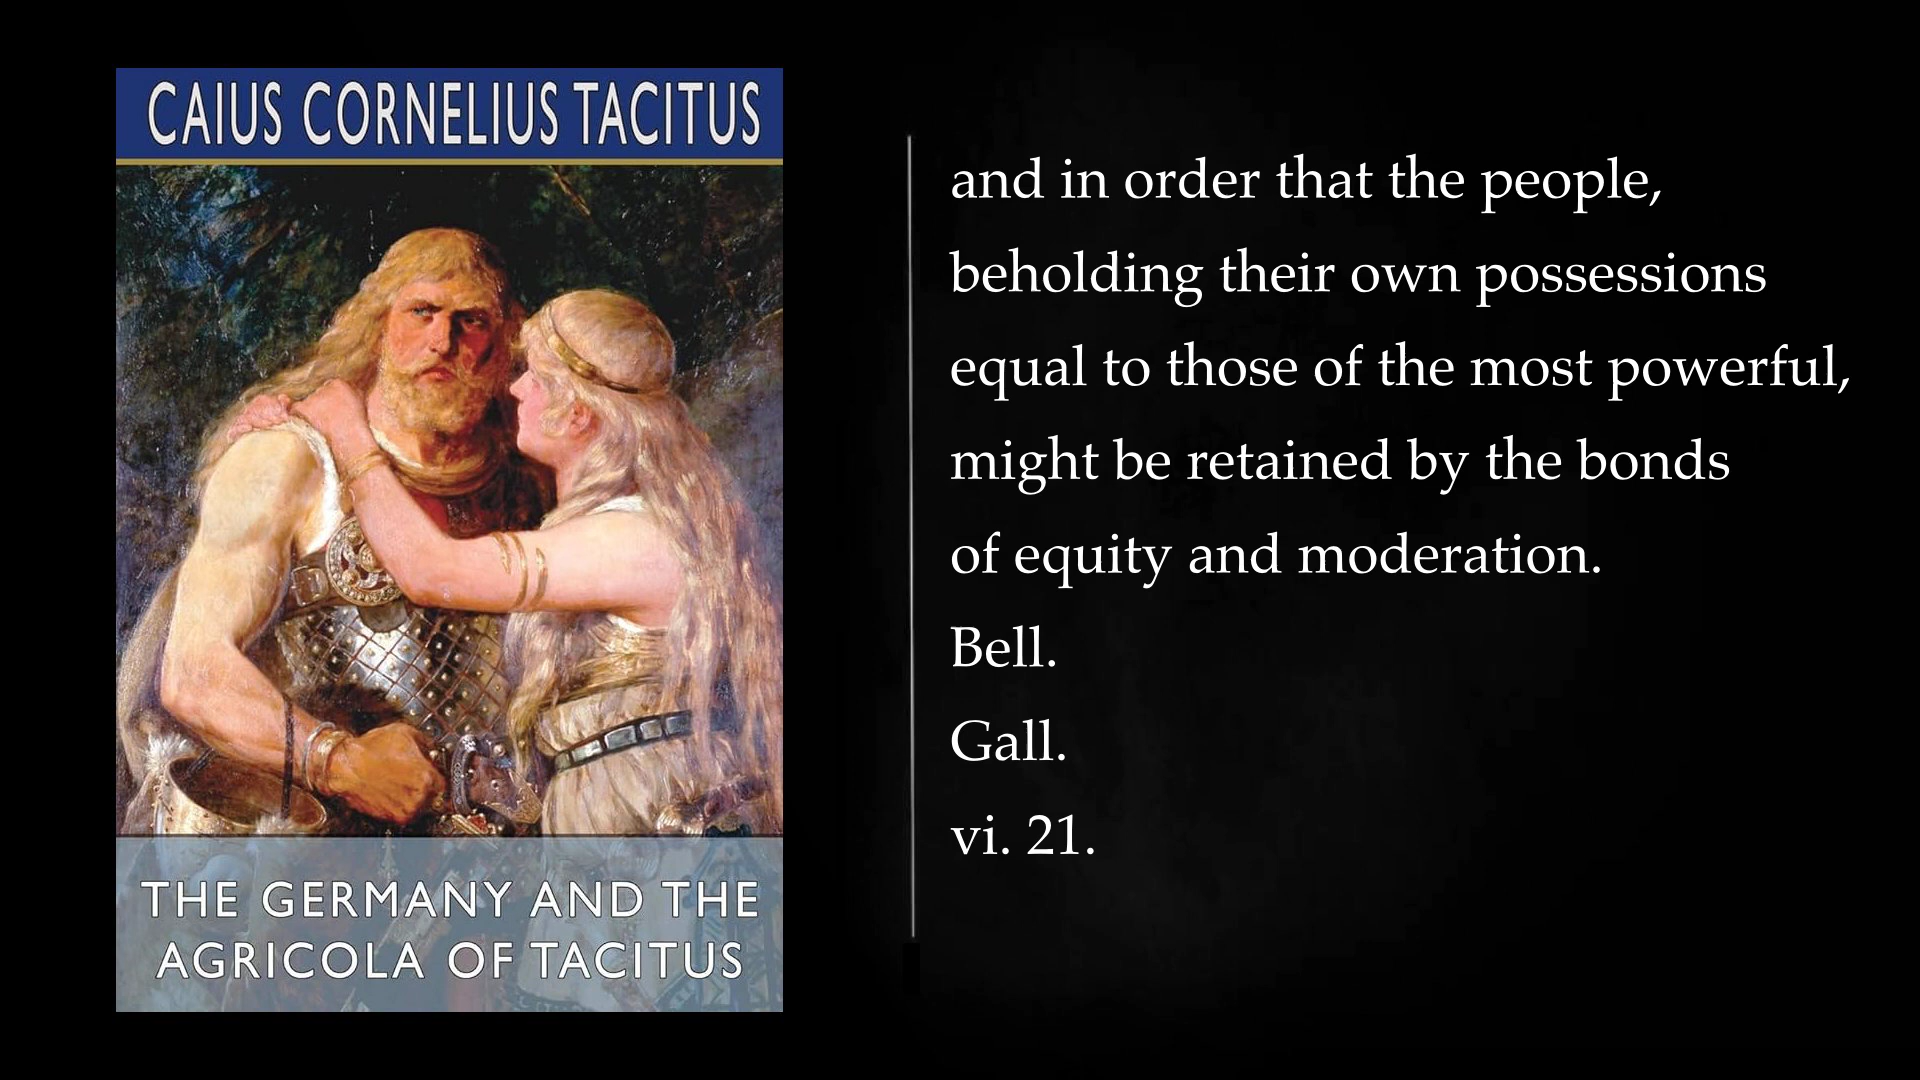 CAIUS CORNELIUS TACITUS
THE GERMANY AND THE
AGRICOLA OF TACITUS
and in order that the people,
beholding their own possessions
equal to those of the most powerful,
might be retained by the bonds
of equity and moderation.
Bell.
Gall.
vi. 21.